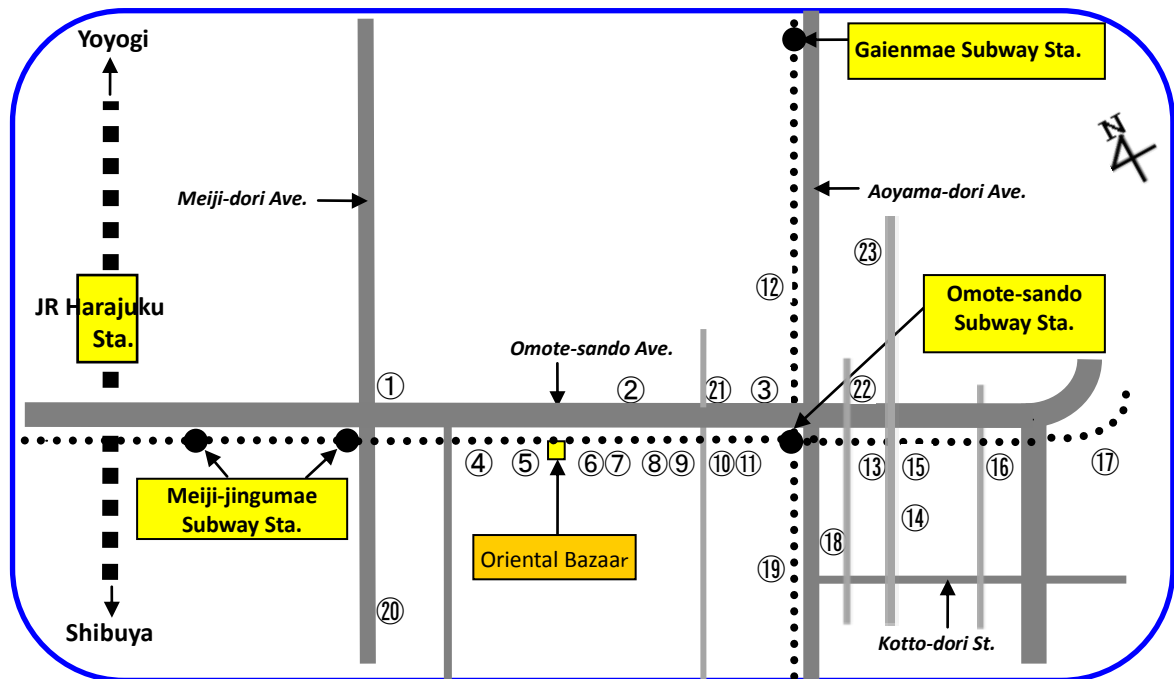 Yoyogi
Gaienmae Subway Sta.
N
Meiji-dori Ave.
Aoyama-dori Ave.
㉓
⑫
JR Harajuku
Sta.
Omote-sando
Subway Sta.
Omote-sando Ave.
①
②
㉑
③
㉒
④
⑤
⑥⑦
⑧⑨
⑩⑪
⑬
⑮
⑯
⑰
Meiji-jingumae
Subway Sta.
⑭
⑱
Oriental Bazaar
⑲
⑳
Shibuya
Kotto-dori St.